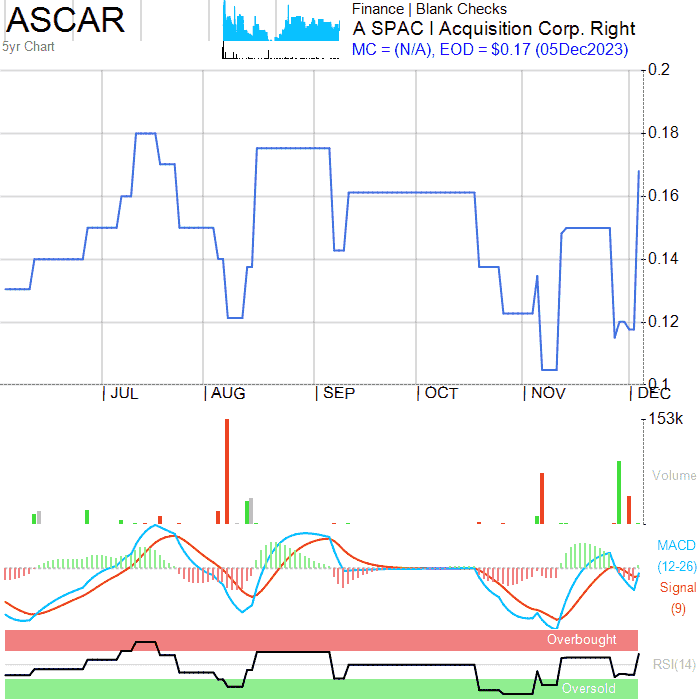 ASCAR
5yr Chart
Finance | Blank Checks
A SPAC I Acquisition Corp. Right
MC = (N/A), EOD = $0.17 (05Dec2023)
0.2
0.18
0.16
0.14
0.12
0.1
JUL
AUG
SEP
OCT
NOV
DEC
153k
Volume
MACD
(12-26)
Signal
(9)
Overbought
RSI(14)
Oversold